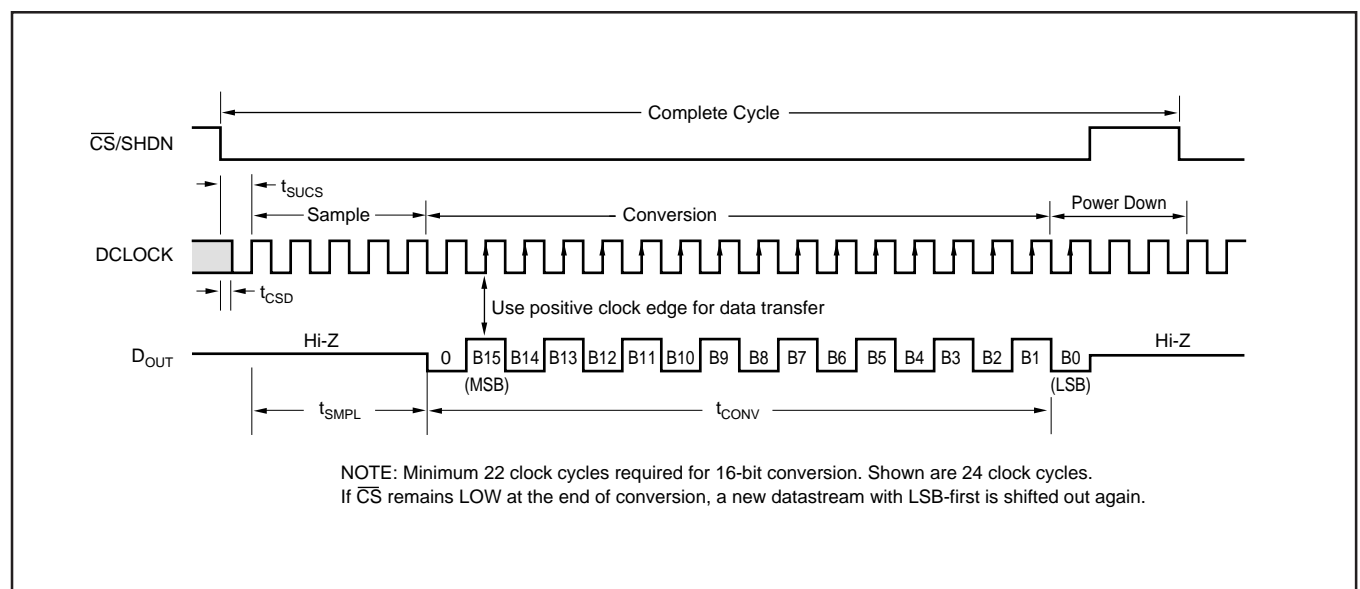 Complete Cycle
C̅S̅/SHDN
tSUCS
Sample
Conversion
Power Down
DCLOCK
tCSD
Use positive clock edge for data transfer
Hi-Z
Hi-Z
DOUT
0 B15 B14 B13 B12 B11 B10 B9 B8 B7 B6 B5 B4 B3 B2 B1 B0
(MSB)
(LSB)
tSMPL
tCONV
NOTE: Minimum 22 clock cycles required for 16-bit conversion. Shown are 24 clock cycles.
If C̅S̅ remains LOW at the end of conversion, a new datastream with LSB-first is shifted out again.